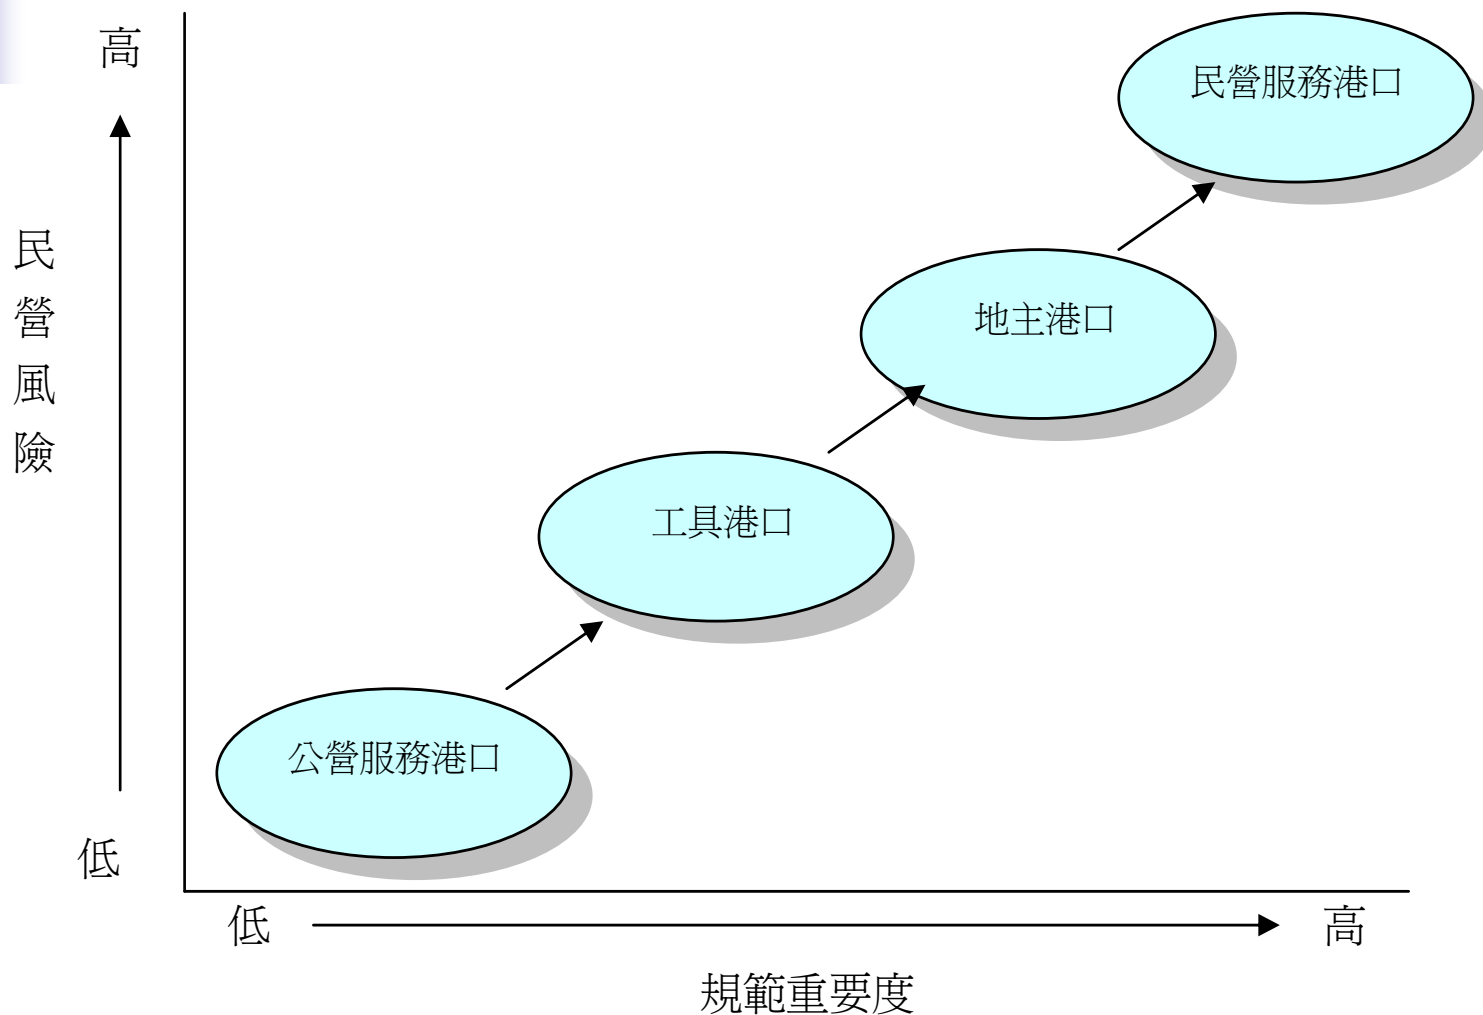 高
民營服務港口
民營風險
地主港口
工具港口
公營服務港口
低
低
高
規範重要度